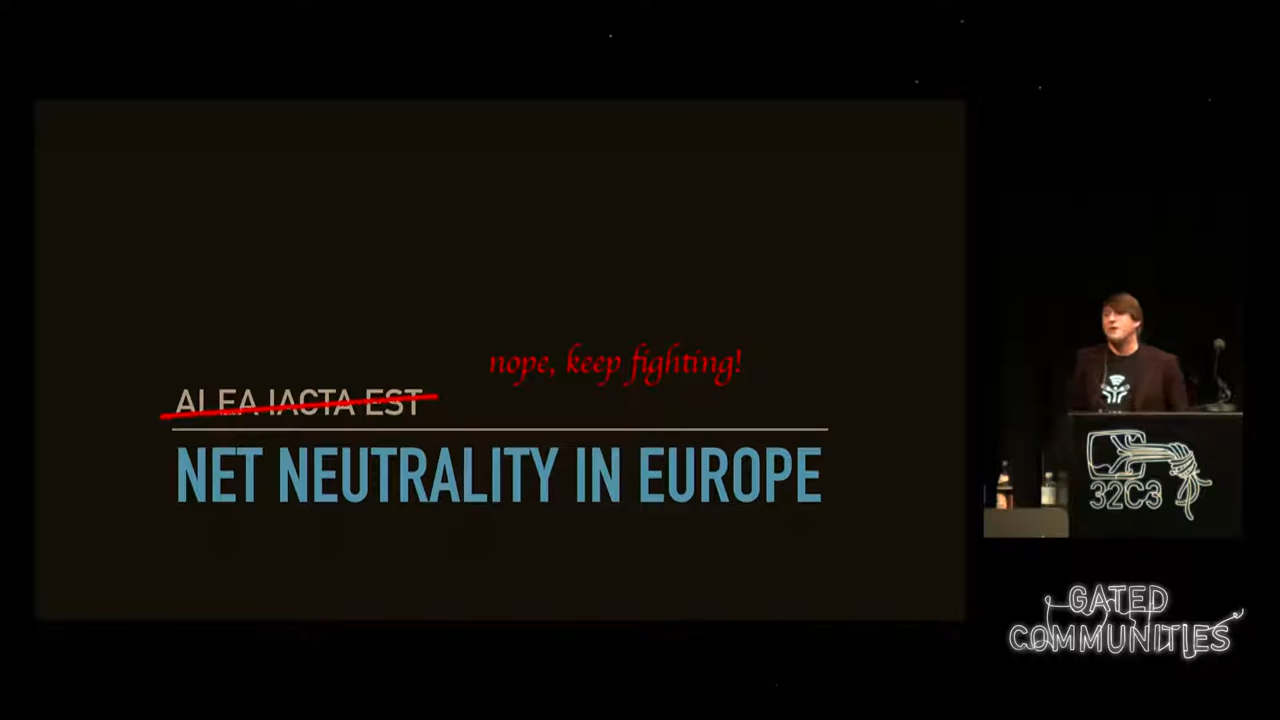 nope, keep fighting!
ALEA IACTA EST
NET NEUTRALITY IN EUROPE
32C3
GATED
COMMUNITIES